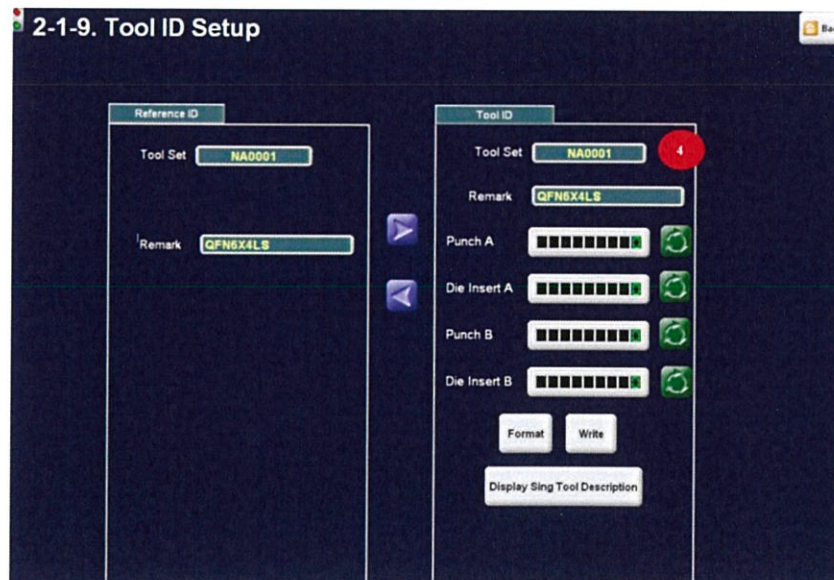 2-1-9. Tool ID Setup
Reference ID
Tool Set NA0001
Remark QFN6X4LS
Tool ID
Tool Set NA0001 4
Remark QFN6X4LS
Punch A
Die Insert A
Punch B
Die Insert B
Format Write
Display Sing Tool Description